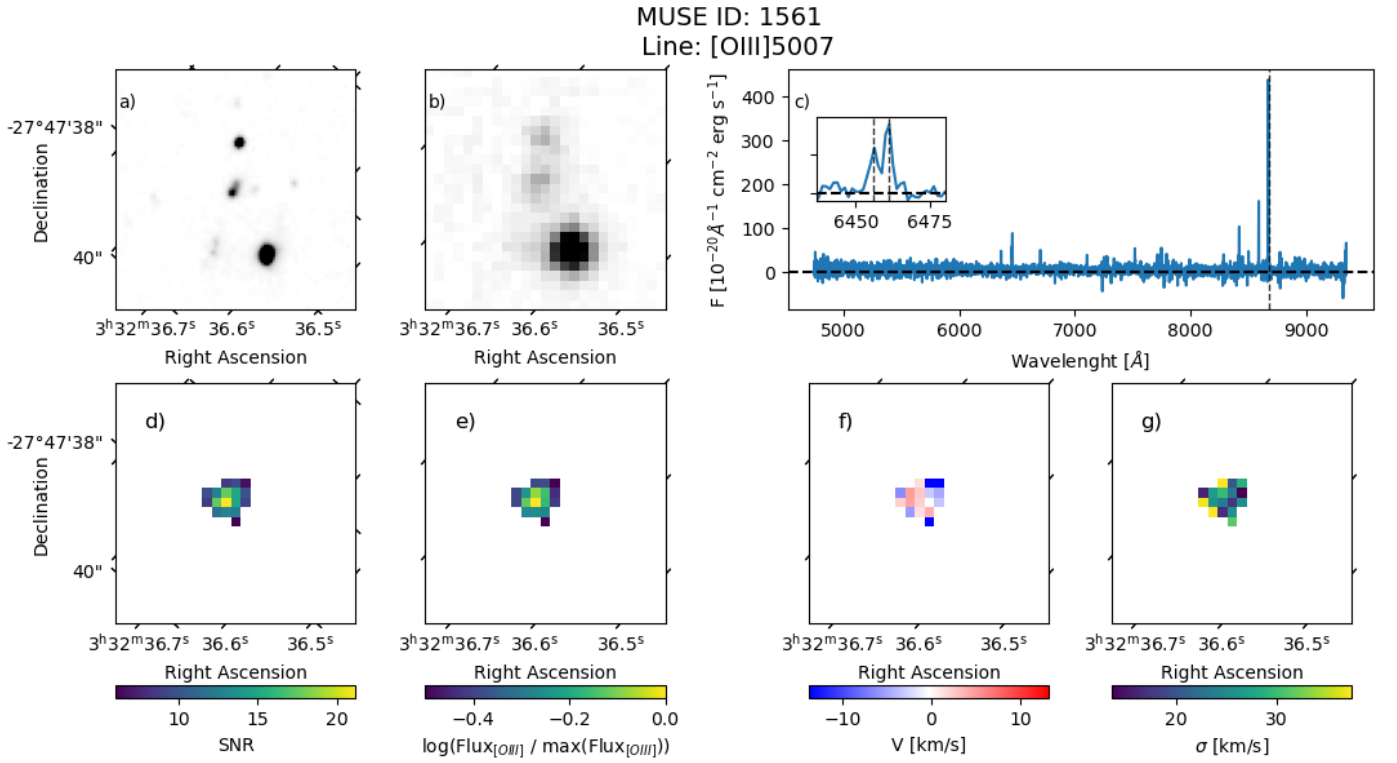 MUSE ID: 1561
Line: [OIII]5007
a)
-27°47'38"
40"
Declination
3ʰ32ᵐ36.7ˢ
36.6ˢ
36.5ˢ
Right Ascension
b)
3ʰ32ᵐ36.7ˢ
36.6ˢ
36.5ˢ
Right Ascension
c)
F [10⁻²⁰Å⁻¹ cm⁻² erg s⁻¹]
400
300
200
100
0
6450
6475
5000
6000
7000
8000
9000
Wavelenght [Å]
d)
-27°47'38"
40"
Declination
3ʰ32ᵐ36.7ˢ
36.6ˢ
36.5ˢ
Right Ascension
10
15
20
SNR
e)
3ʰ32ᵐ36.7ˢ
36.6ˢ
36.5ˢ
Right Ascension
−0.4
−0.2
0.0
log(Flux[OIII] / max(Flux[OIII]))
f)
3ʰ32ᵐ36.7ˢ
36.6ˢ
36.5ˢ
Right Ascension
−10
0
10
V [km/s]
g)
3ʰ32ᵐ36.7ˢ
36.6ˢ
36.5ˢ
Right Ascension
20
30
σ [km/s]